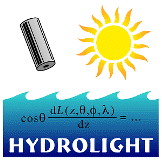 cosθ dL(z,θ,ϕ,λ)/dz = ...
HYDROLIGHT